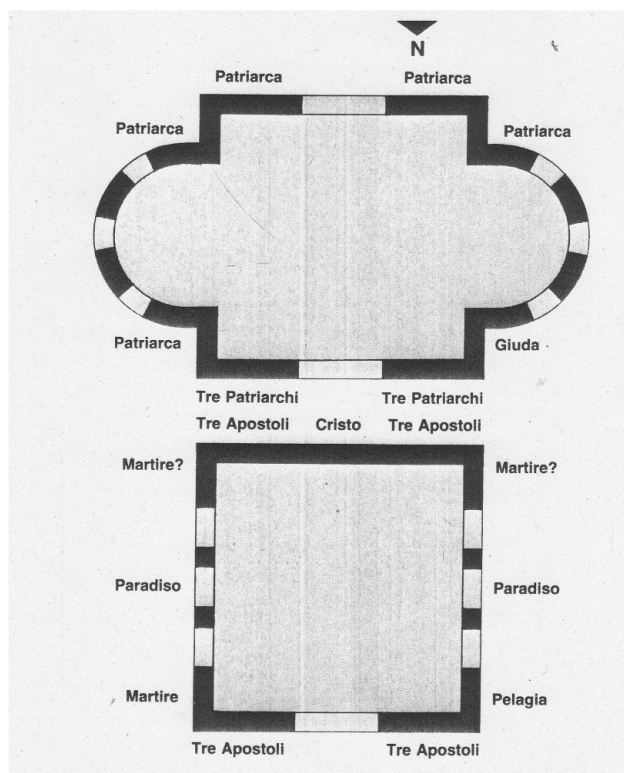 N
Patriarca Patriarca
Patriarca Patriarca
Patriarca Giuda
Tre Patriarchi Tre Patriarchi
Tre Apostoli Cristo Tre Apostoli
Martire? Martire?
Paradiso Paradiso
Martire Pelagia
Tre Apostoli Tre Apostoli